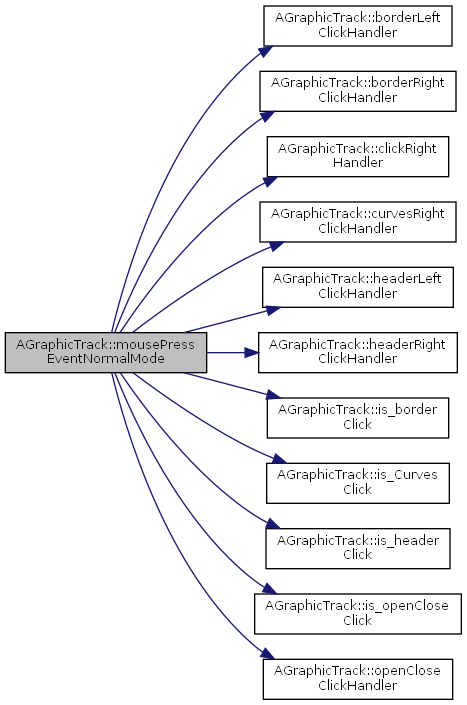 AGraphicTrack::borderLeft
ClickHandler
AGraphicTrack::borderRight
ClickHandler
AGraphicTrack::clickRight
Handler
AGraphicTrack::curvesRight
ClickHandler
AGraphicTrack::headerLeft
ClickHandler
AGraphicTrack::mousePress
EventNormalMode
AGraphicTrack::headerRight
ClickHandler
AGraphicTrack::is_border
Click
AGraphicTrack::is_Curves
Click
AGraphicTrack::is_header
Click
AGraphicTrack::is_openClose
Click
AGraphicTrack::openClose
ClickHandler